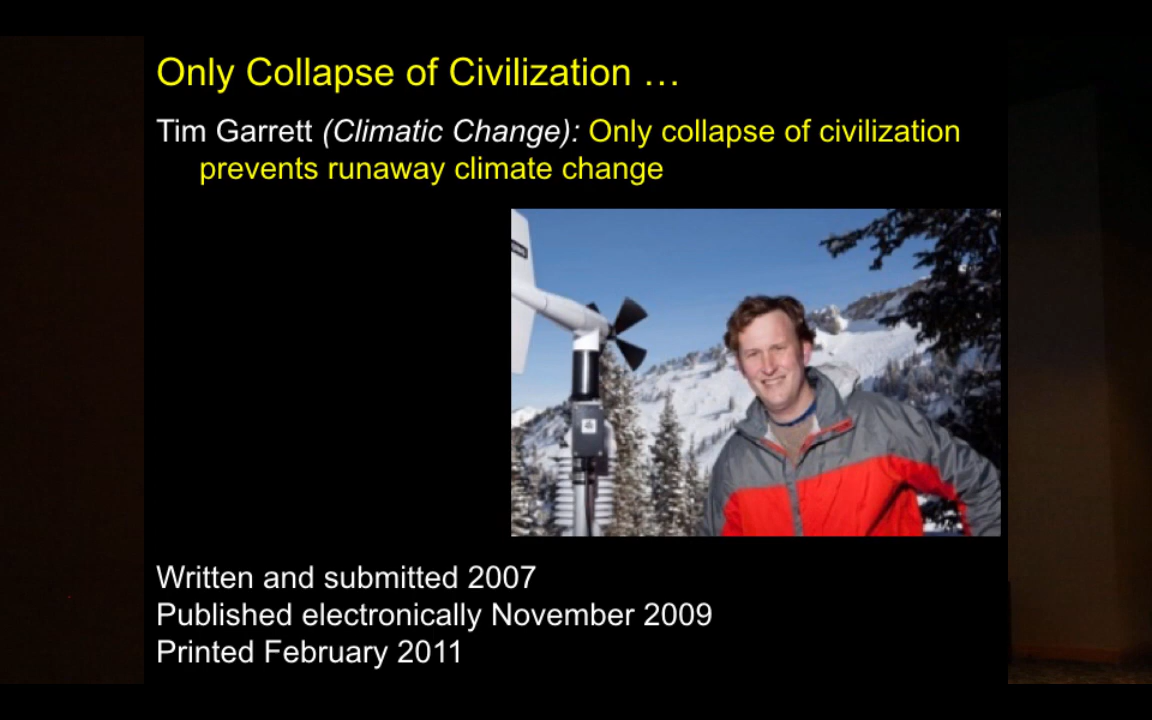 Only Collapse of Civilization …
Tim Garrett (Climatic Change): Only collapse of civilization
prevents runaway climate change
Written and submitted 2007
Published electronically November 2009
Printed February 2011